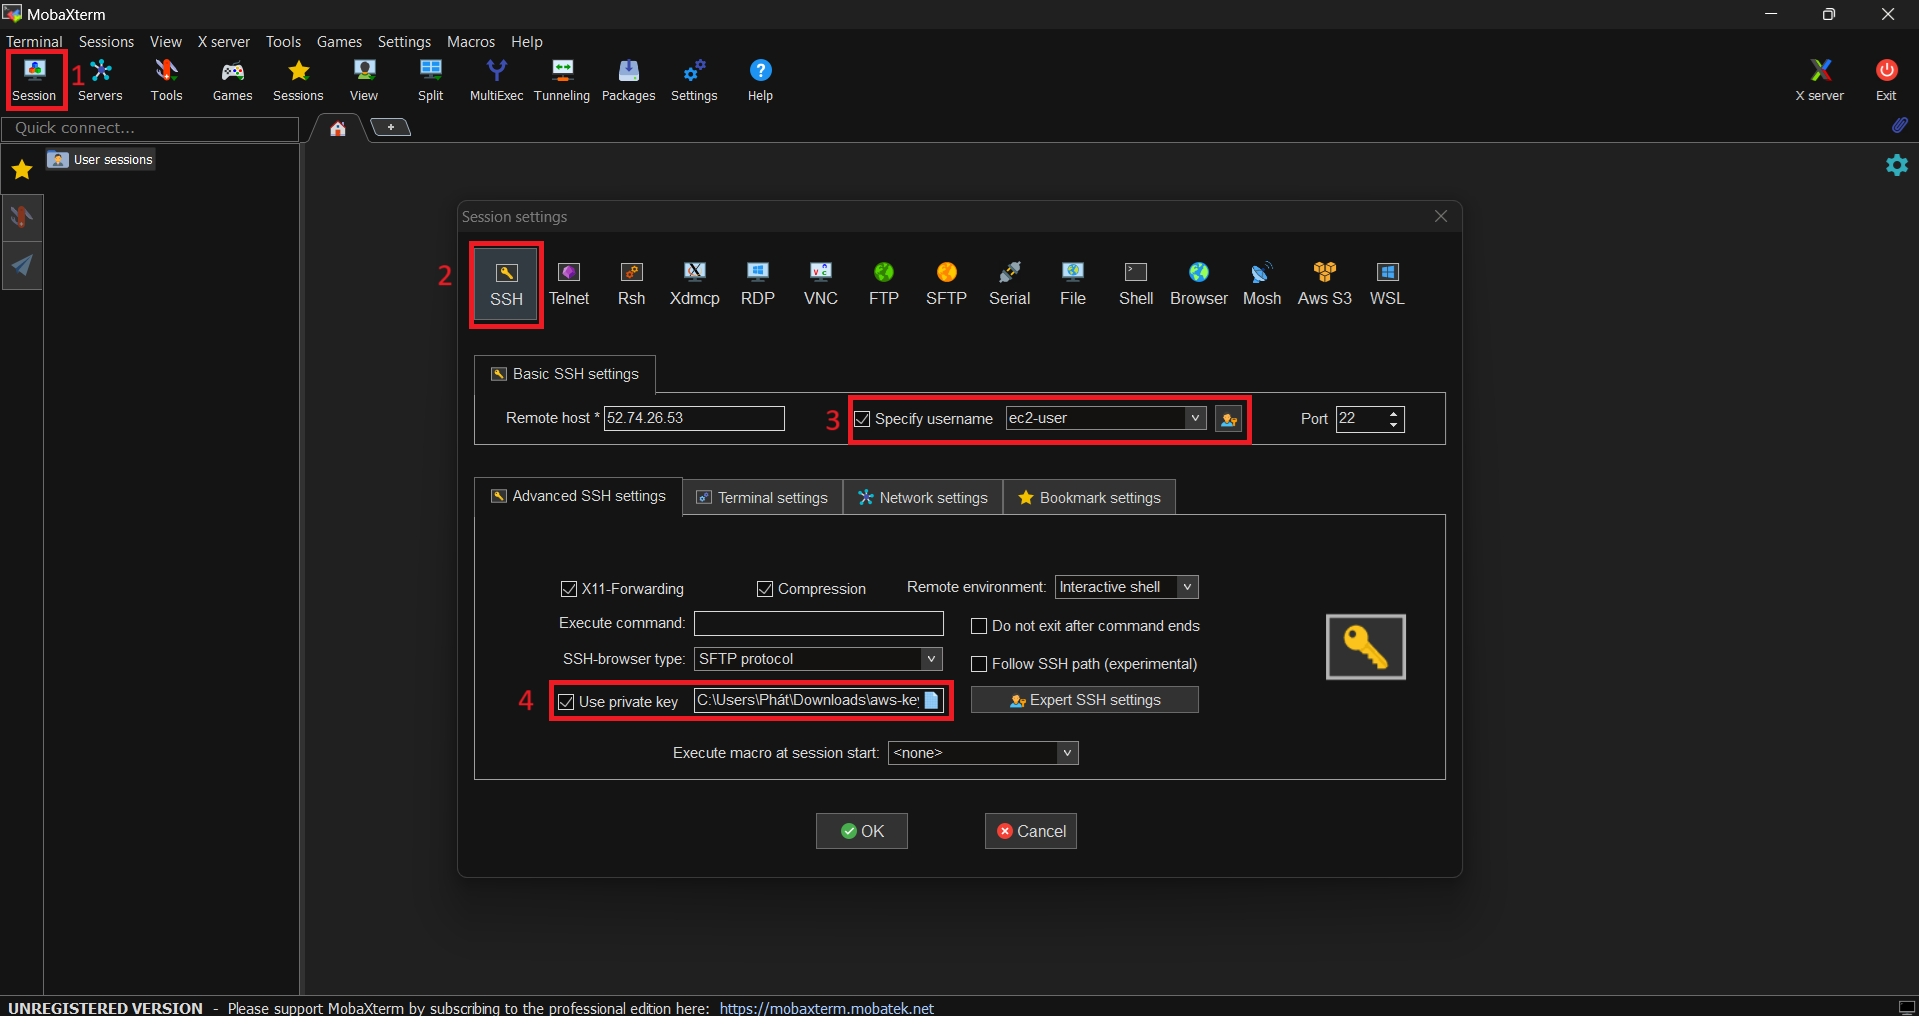 MobaXterm
Terminal Sessions View X server Tools Games Settings Macros Help
Session 1 Servers Tools Games Sessions View Split MultiExec Tunneling Packages Settings Help X server Exit
Quick connect... +
User sessions
Session settings
2 SSH Telnet Rsh Xdmcp RDP VNC FTP SFTP Serial File Shell Browser Mosh Aws S3 WSL
Basic SSH settings
Remote host * 52.74.26.53 3 Specify username ec2-user Port 22
Advanced SSH settings Terminal settings Network settings Bookmark settings
X11-Forwarding Compression Remote environment: Interactive shell
Execute command: Do not exit after command ends
SSH-browser type: SFTP protocol Follow SSH path (experimental)
4 Use private key C:\Users\Phát\Downloads\aws-key Expert SSH settings
Execute macro at session start: <none>
OK Cancel
UNREGISTERED VERSION - Please support MobaXterm by subscribing to the professional edition here: https://mobaxterm.mobatek.net